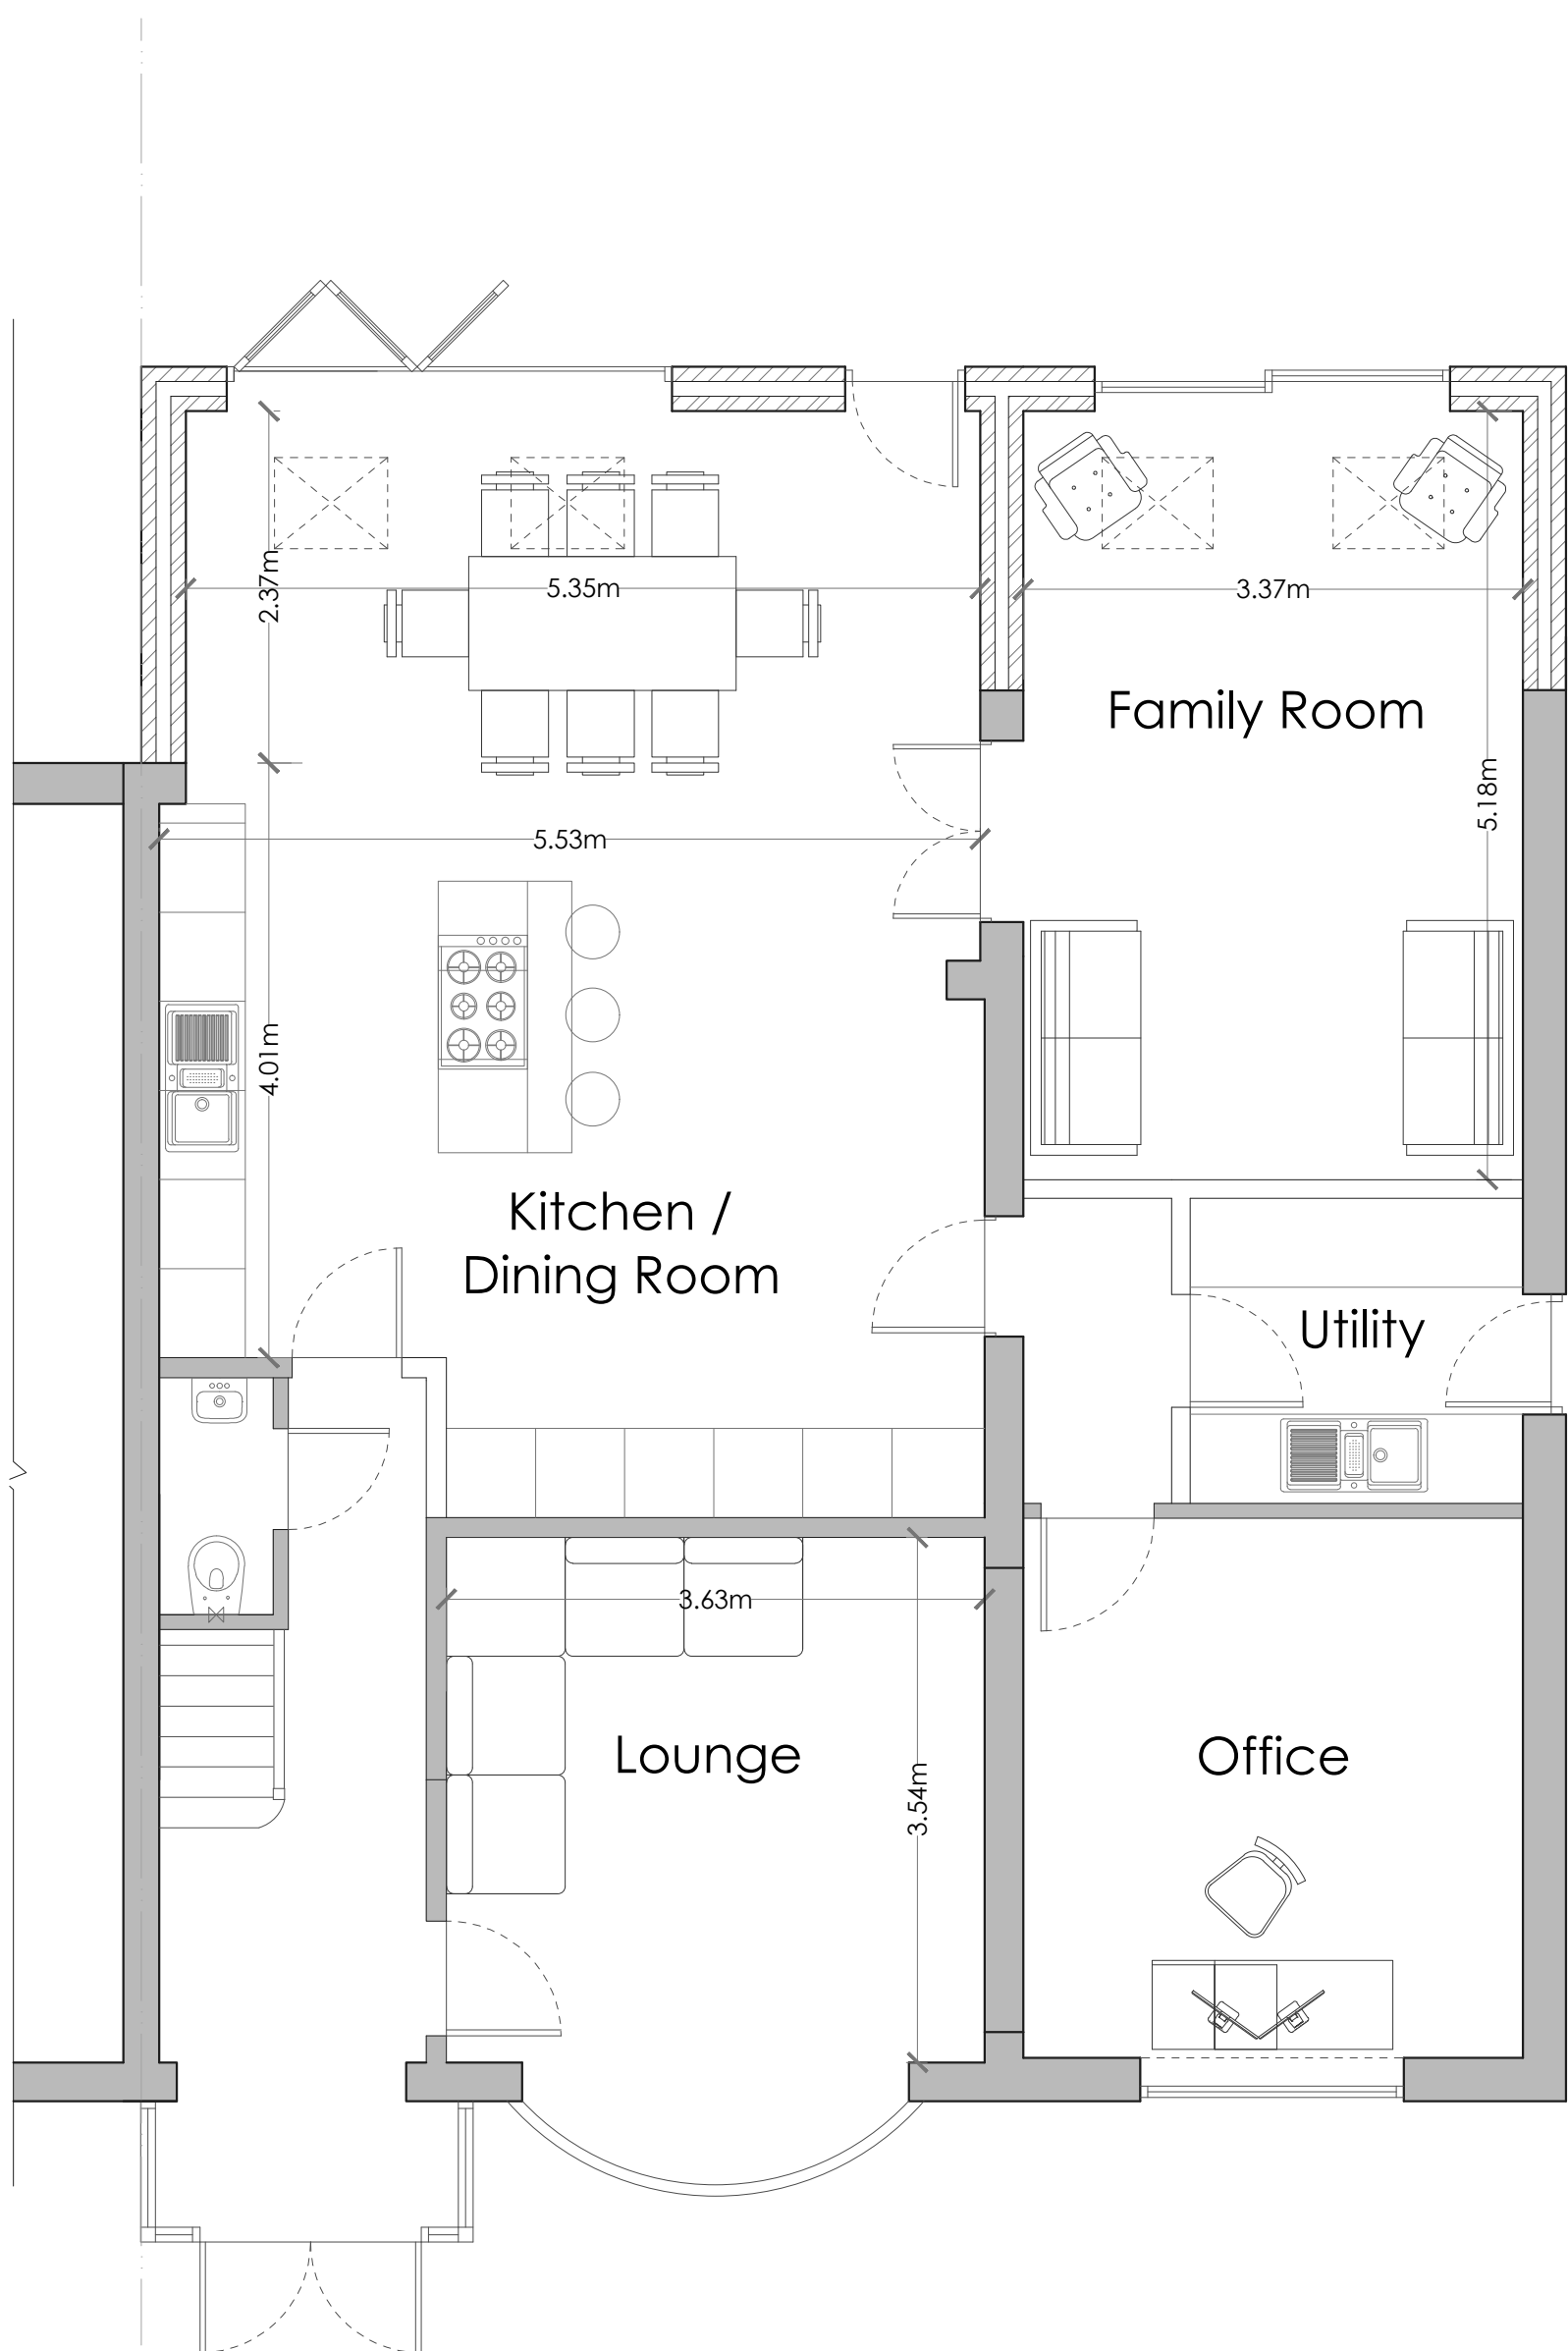 2.37m
5.35m
3.37m
Family Room
5.18m
5.53m
4.01m
Kitchen /
Dining Room
Utility
3.63m
Lounge
Office
3.54m